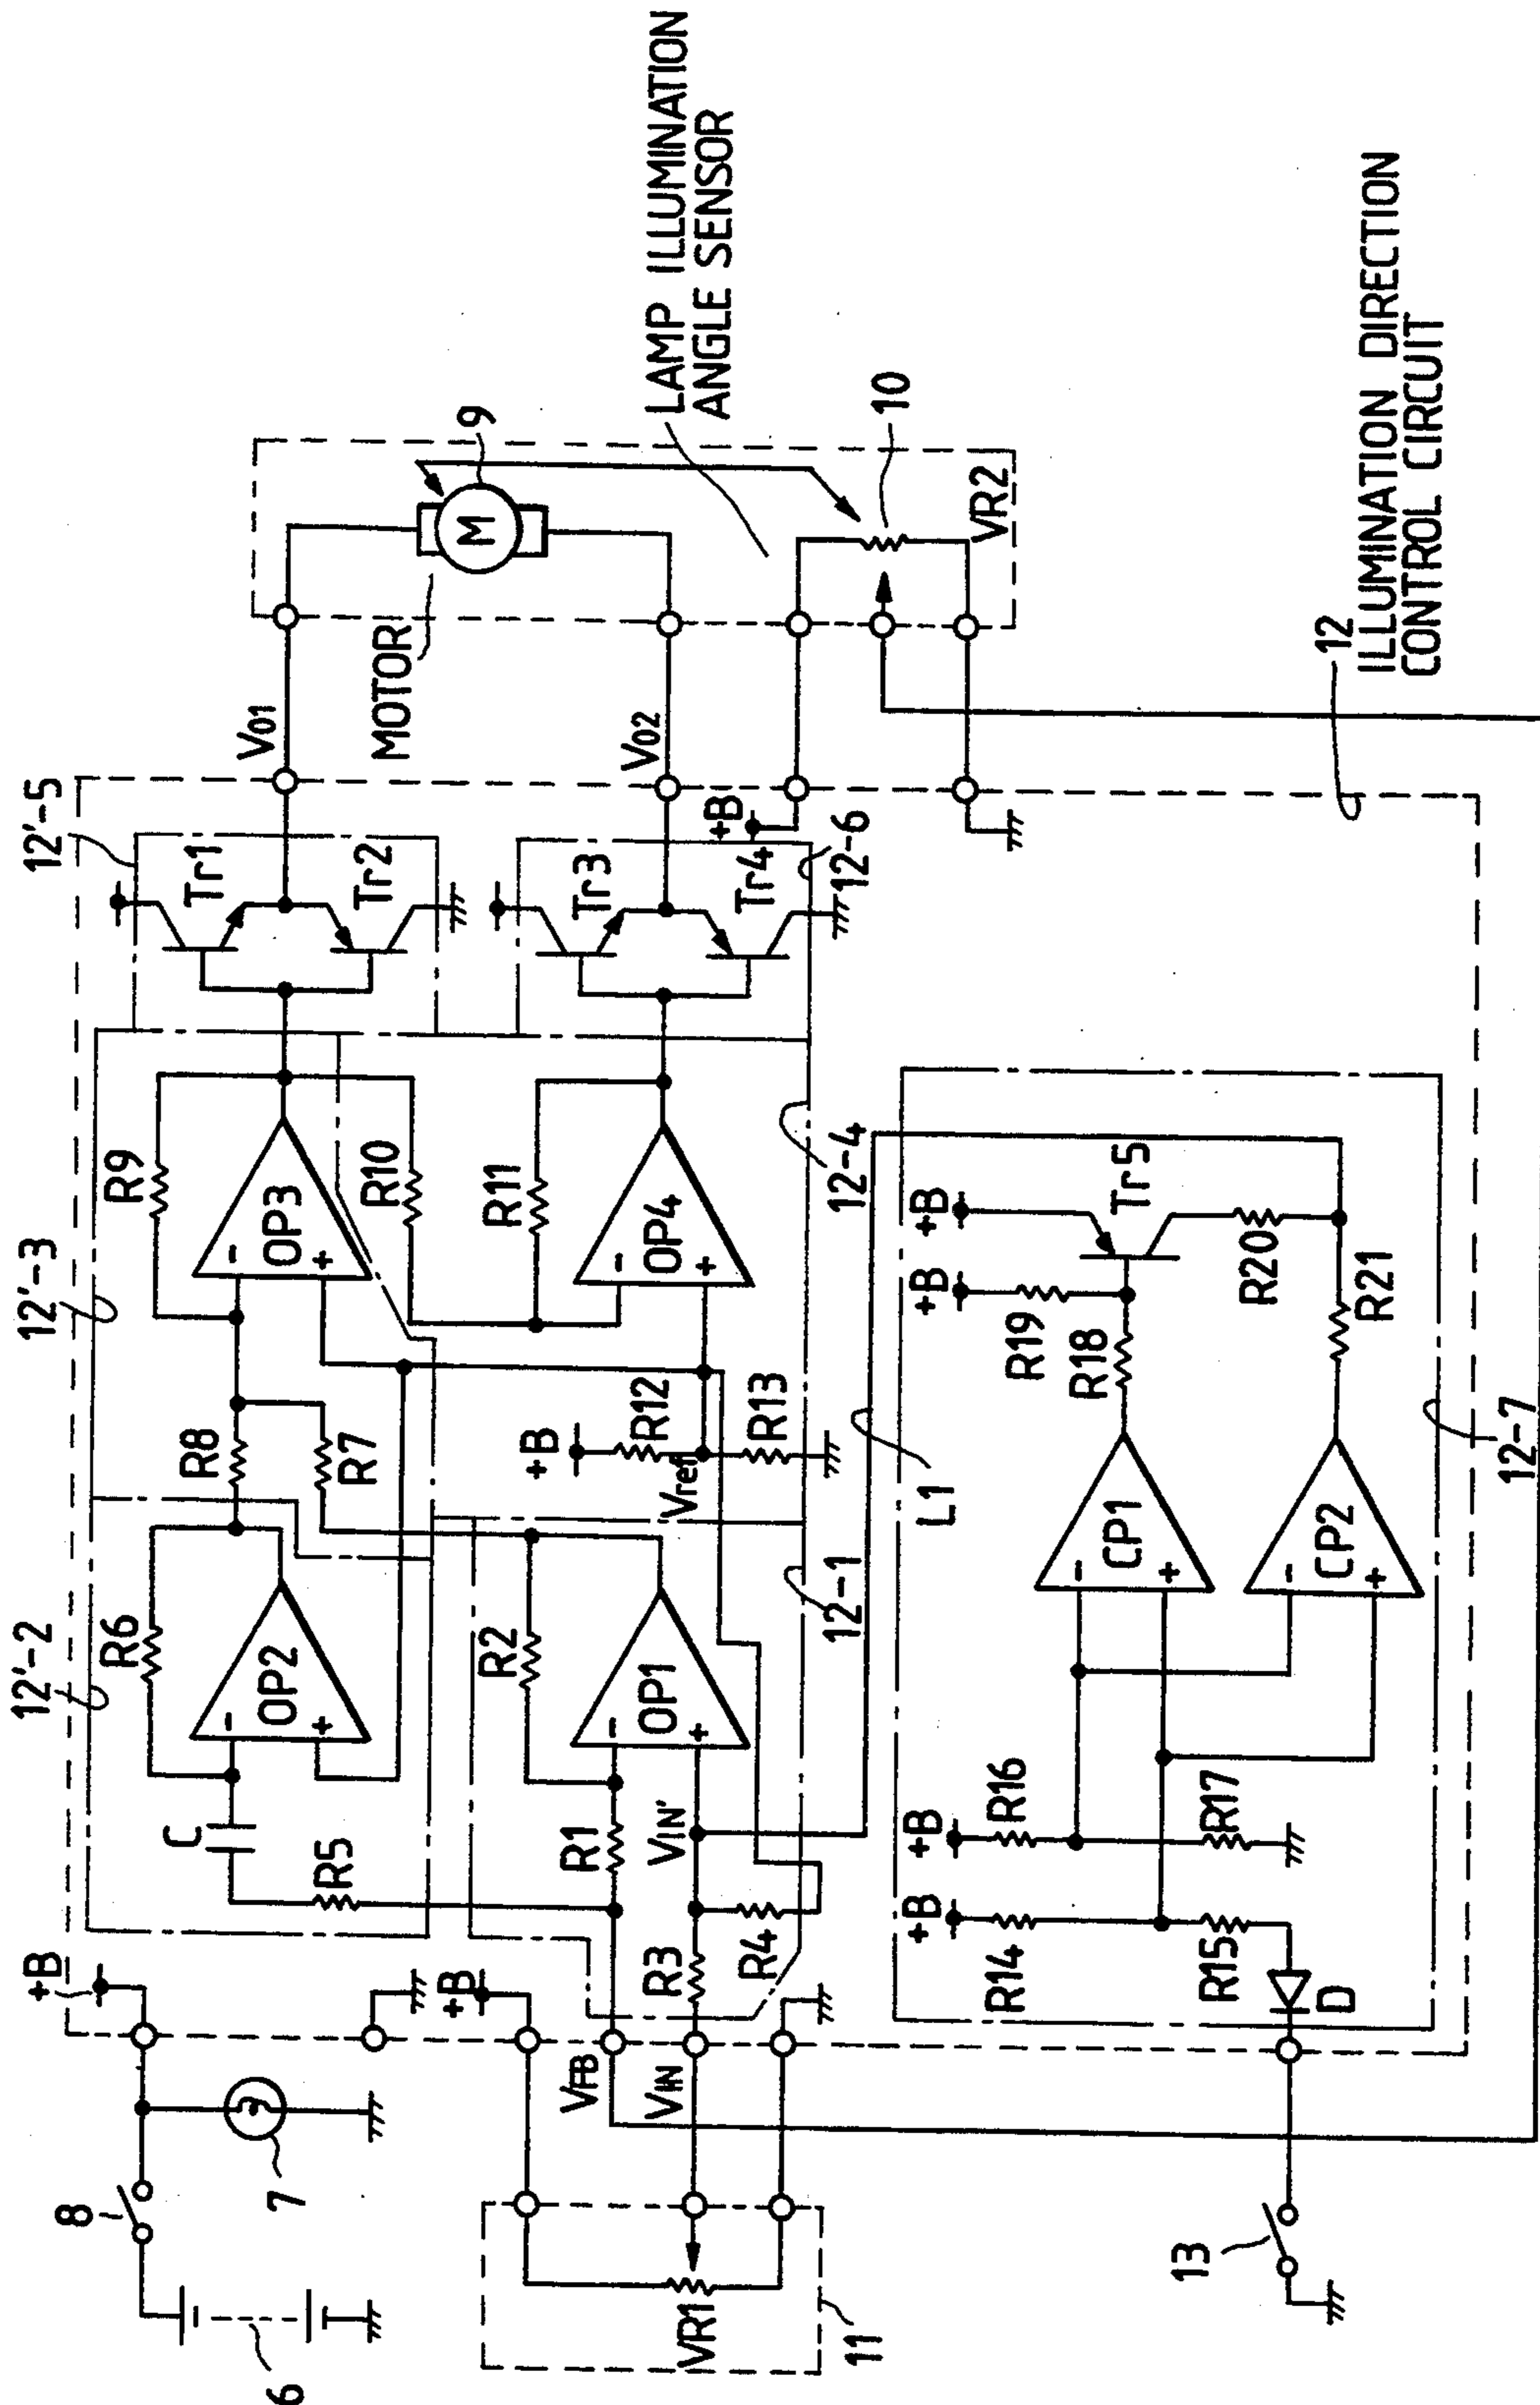 12'-2
12'-3
12'-5
+B
8
7
6
C
R5
R6
OP2
-
+
R8
R7
R9
OP3
-
+
R10
Tr1
Tr2
V01
MOTOR
M
9
+B
VFB
VIN
VR1
11
R1
R2
R3
R4
VIN'
OP1
-
+
12-1
+B
R12
R13
Vref
R11
OP4
-
+
12-4
Tr3
Tr4
12-6
+B
V02
LAMP ILLUMINATION
ANGLE SENSOR
10
VR2
L1
+B
R14
R15
D
+B
R16
R17
CP1
-
+
CP2
-
+
+B
R19
R18
+B
Tr5
R20
R21
12-7
13
12
ILLUMINATION DIRECTION
CONTROL CIRCUIT